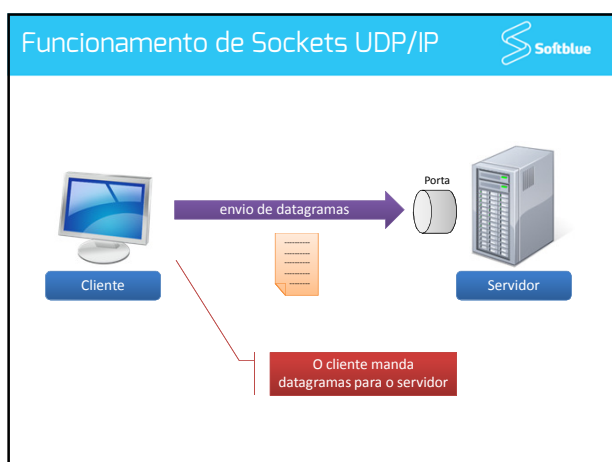 Funcionamento de Sockets UDP/IP
Softblue
Porta
envio de datagramas
Cliente
Servidor
O cliente manda
datagramas para o servidor